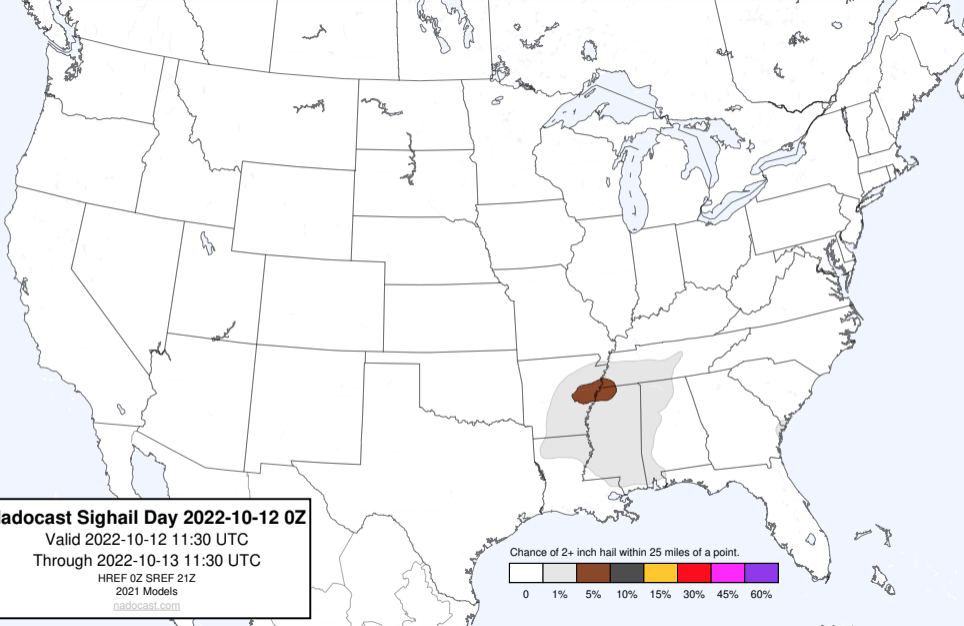 adocast Sighail Day 2022-10-12 0Z
Valid 2022-10-12 11:30 UTC
Through 2022-10-13 11:30 UTC
HREF 0Z SREF 21Z
2021 Models
nadocast.com
Chance of 2+ inch hail within 25 miles of a point.
0 1% 5% 10% 15% 30% 45% 60%